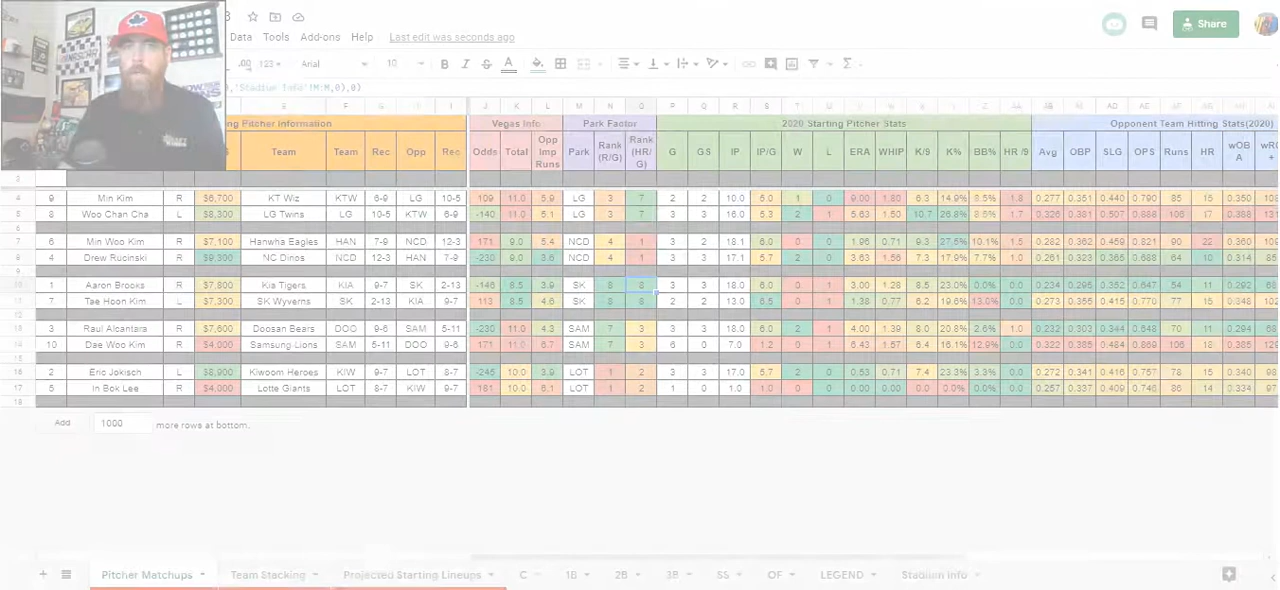 3
Data Tools Add-ons Help Last edit was seconds ago
Share
.00 123 Arial 10 B I S A
,'Stadium Info'!M:M,0),0)
E F G H I J K L M N O P Q R S T U
ng Pitcher Information Vegas Info Park Factor 2020 Starting Pitcher Stats Opponent Team Hitting Stats(2020)
Team Team Rec Opp Rec Odds Total Opp Imp Runs Park Rank (R/G) Rank (HR/G) G GS IP IP/G W L ERA WHIP K/9 K% BB% HR /9 Avg OBP SLG OPS Runs HR wOBA
9 Min Kim R $6,700 KT Wiz KTW 6-9 LG 10-5 109 11.0 5.9 LG 3 7 2 2 10.0 5.0 1 0 9.00 1.80 6.3 14.9% 8.5% 1.8 0.277 0.351 0.440 0.790 85 15 0.350 108
8 Woo Chan Cha L $8,300 LG Twins LG 10-5 KTW 6-9 -140 11.0 5.1 LG 3 7 3 3 16.0 5.3 2 1 5.63 1.50 10.7 26.8% 8.5% 1.7 0.326 0.381 0.507 0.888 106 17 0.388 131
6 Min Woo Kim R $7,100 Hanwha Eagles HAN 7-9 NCD 12-3 171 9.0 5.4 NCD 4 1 3 3 18.1 6.0 0 0 1.96 0.71 9.3 27.5% 10.1% 1.5 0.282 0.362 0.459 0.821 90 22 0.360
4 Drew Rucinski R $9,300 NC Dinos NCD 12-3 HAN 7-9 -230 9.0 3.6 NCD 4 1 3 3 17.1 5.7 2 0 3.63 1.56 7.3 17.9% 7.7% 1.0 0.261 0.323 0.365 0.688 64 10 0.314
1 Aaron Brooks R $7,800 Kia Tigers KIA 9-7 SK 2-13 -146 8.5 3.9 SK 8 8 3 3 18.0 6.0 0 1 3.00 1.28 8.5 23.0% 0.0% 0.0 0.234 0.295 0.352 0.647 54 11 0.292
7 Tae Hoon Kim L $7,300 SK Wyverns SK 2-13 KIA 9-7 113 8.5 4.6 SK 8 8 2 2 13.0 6.5 0 1 1.38 0.77 6.2 19.6% 13.0% 0.0 0.273 0.355 0.415 0.770 77 15 0.348
3 Raul Alcantara R $7,600 Doosan Bears DOO 9-6 SAM 5-11 -230 11.0 4.3 SAM 7 3 3 3 18.0 6.0 2 1 4.00 1.39 8.0 20.8% 2.6% 1.0 0.232 0.303 0.344 0.648 70 11 0.294
10 Dae Woo Kim R $4,000 Samsung Lions SAM 5-11 DOO 9-6 171 11.0 6.7 SAM 7 3 6 0 7.0 1.2 0 0 6.43 1.57 6.4 16.1% 12.9% 0.0 0.322 0.385 0.484 0.869 106 18 0.385
2 Eric Jokisch L $8,900 Kiwoom Heroes KIW 9-7 LOT 8-7 -245 10.0 3.9 LOT 1 2 3 3 17.0 5.7 2 0 0.53 0.71 7.4 23.3% 3.3% 0.0 0.272 0.341 0.416 0.757 78 15 0.340
5 In Bok Lee R $4,000 Lotte Giants LOT 8-7 KIW 9-7 181 10.0 6.1 LOT 1 2 1 0 1.0 1.0 0 0 0.00 0.00 0.0 0.0% 0.0% 0.0 0.257 0.337 0.409 0.746 86 14 0.334 97
Add 1000 more rows at bottom.
Pitcher Matchups Team Stacking Projected Starting Lineups C 1B 2B 3B SS OF LEGEND Stadium Info